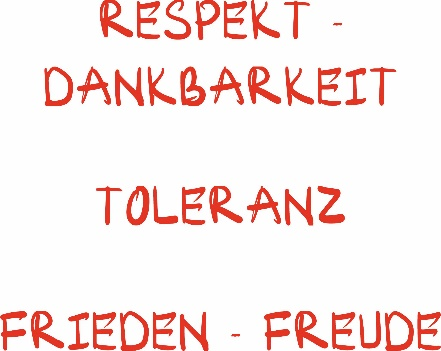 RESPEKT -
DANKBARKEIT
TOLERANZ
FRIEDEN - FREUDE